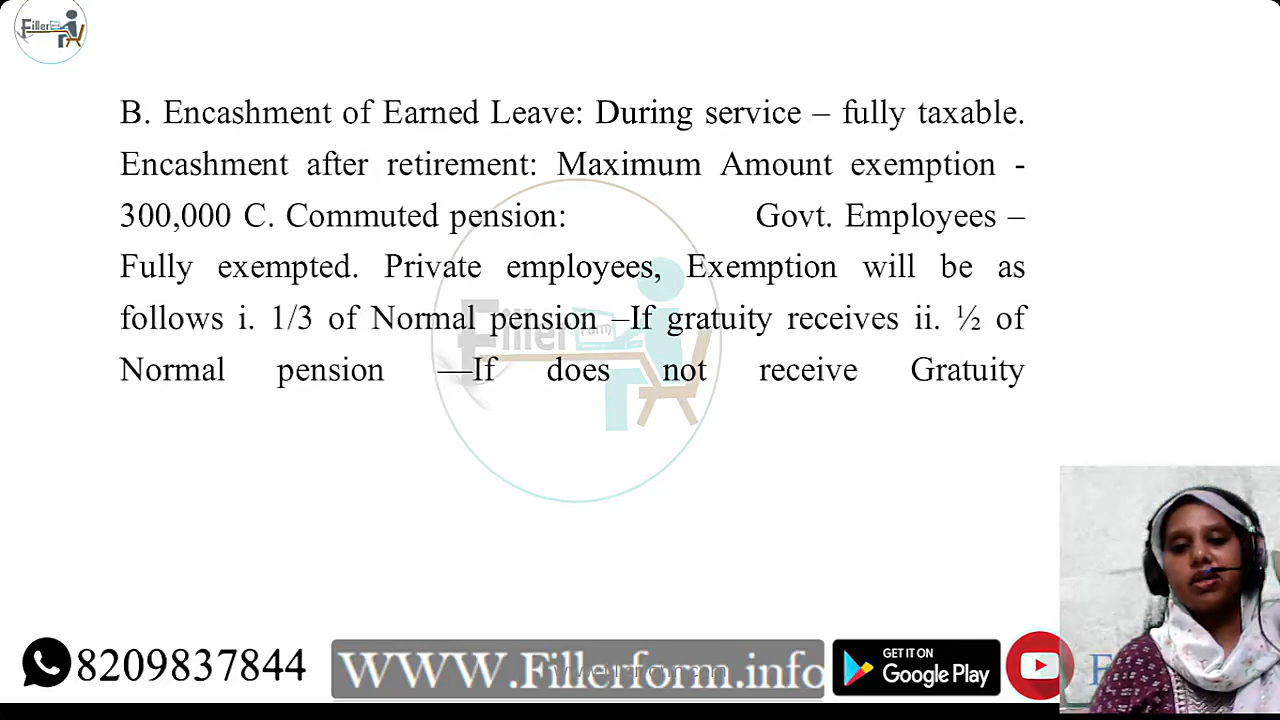 Fillerform
B. Encashment of Earned Leave: During service – fully taxable.
Encashment after retirement: Maximum Amount exemption -
300,000 C. Commuted pension: Govt. Employees –
Fully exempted. Private employees, Exemption will be as
follows i. 1/3 of Normal pension –If gratuity receives ii. ½ of
Normal pension —If does not receive Gratuity
8209837844
WWW.Fillerform.info
GET IT ON
Google Play
F